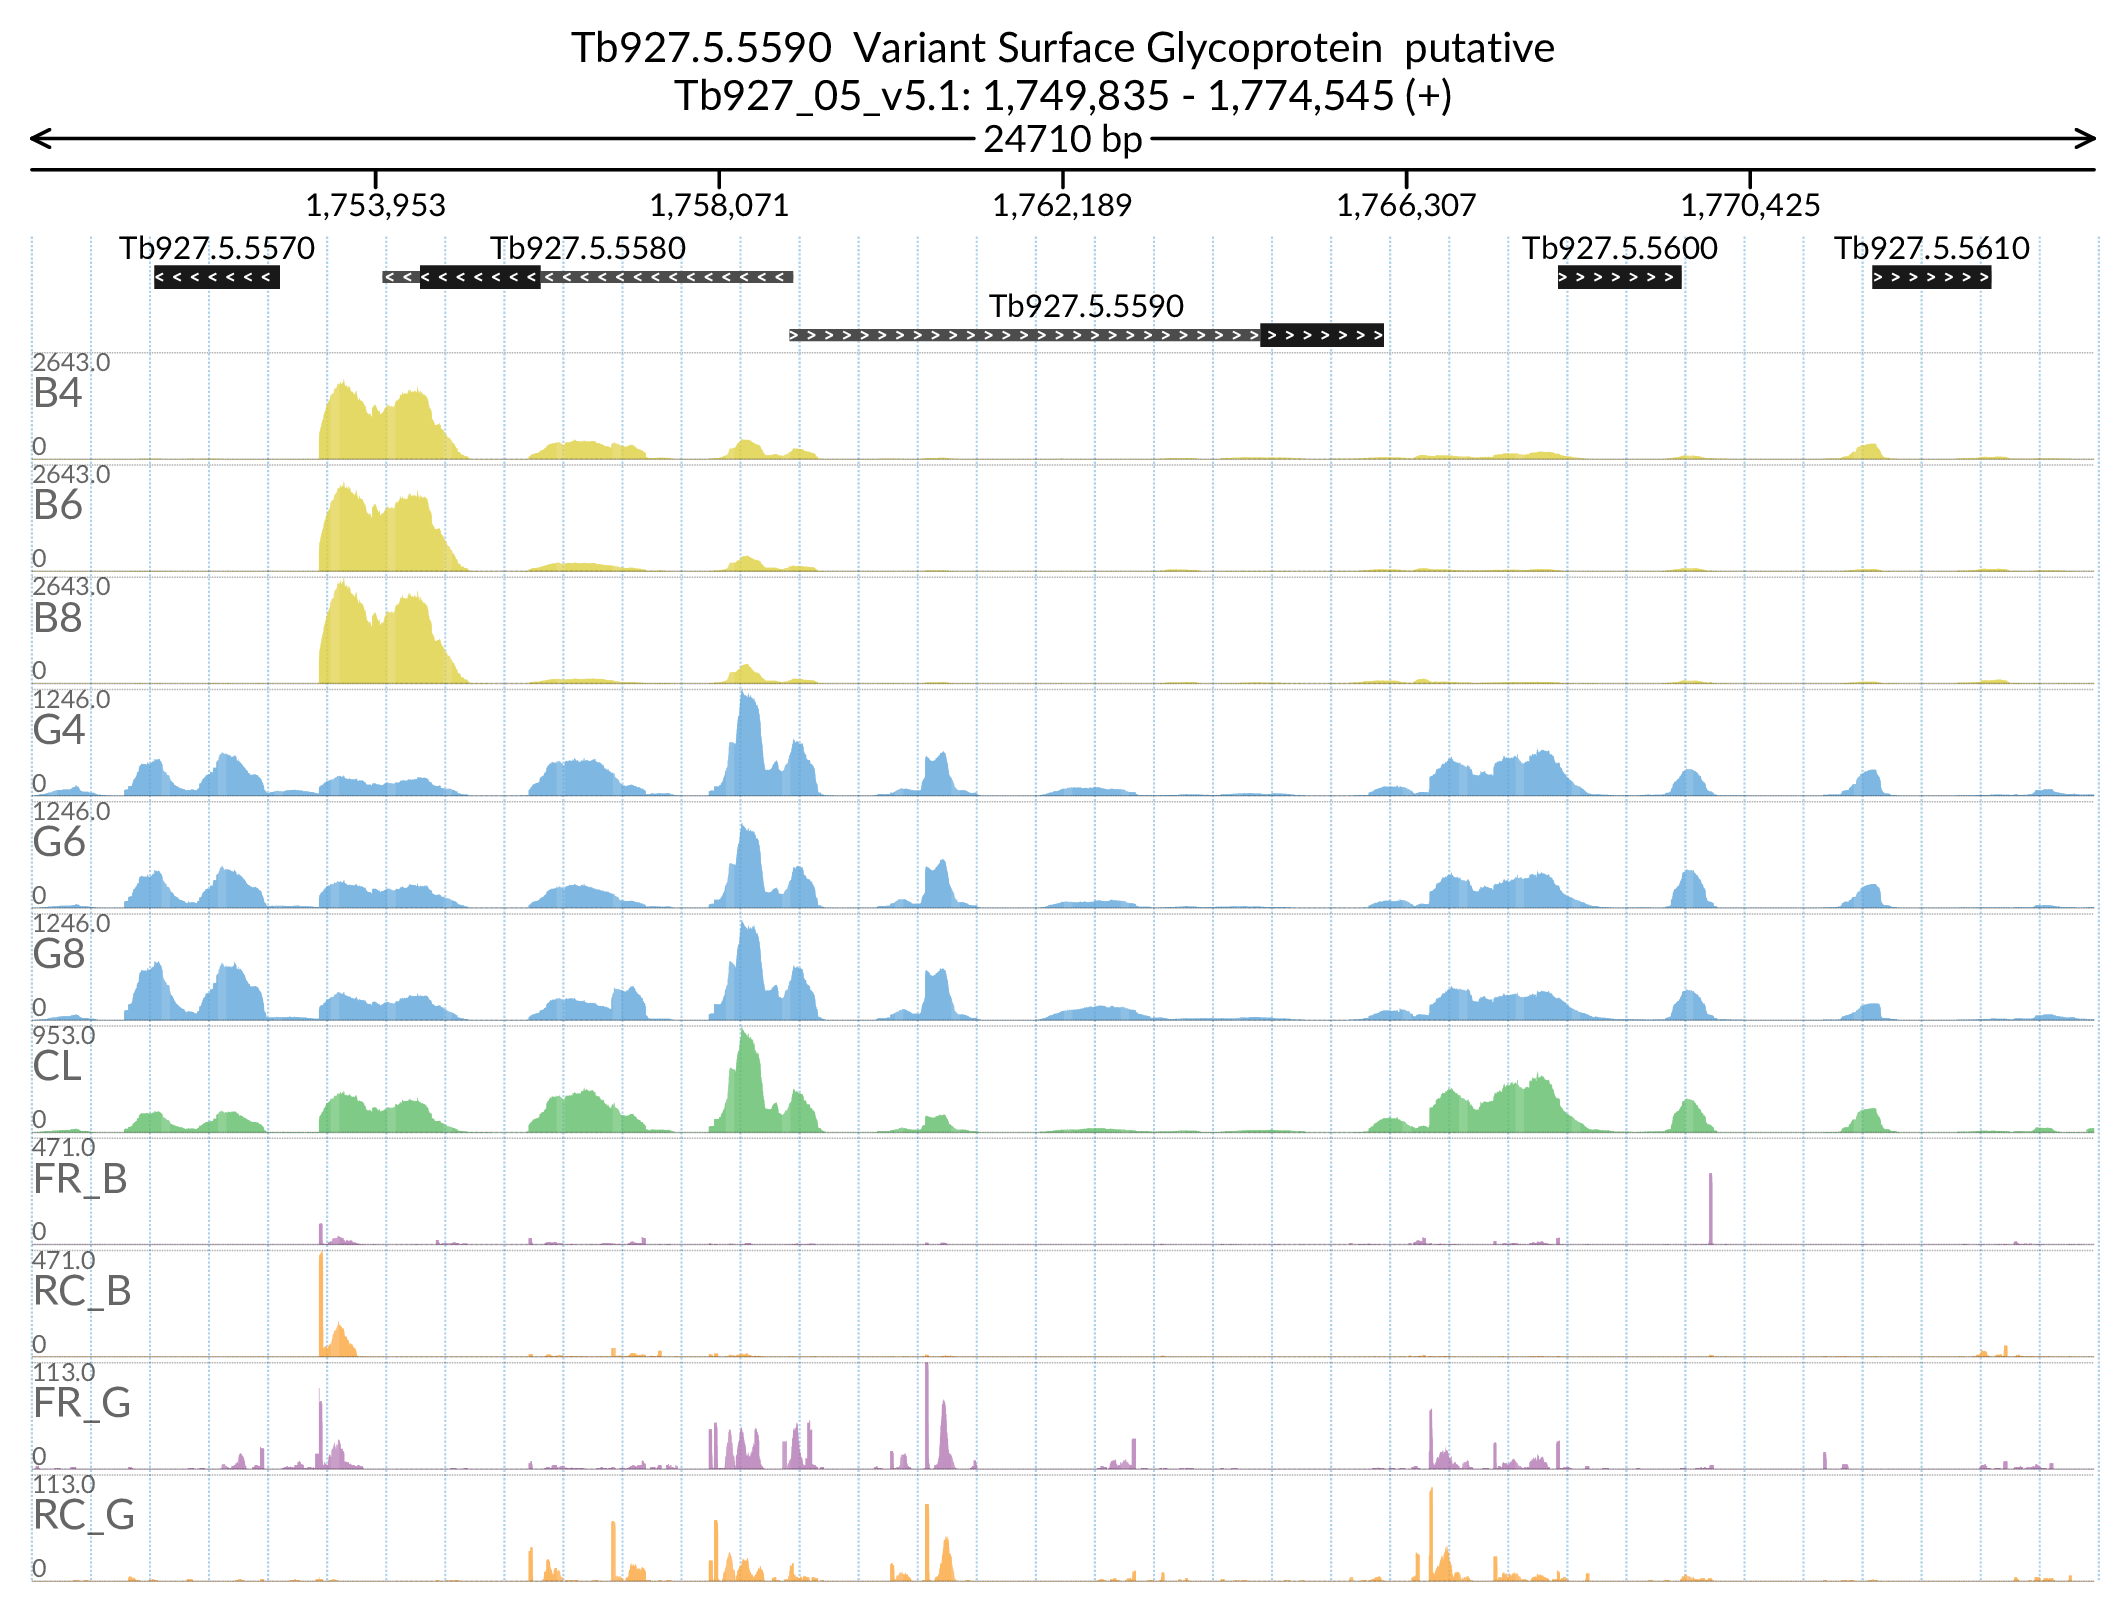 Tb927.5.5590 Variant Surface Glycoprotein putative
Tb927_05_v5.1: 1,749,835 - 1,774,545 (+)
24710 bp
1,753,953 1,758,071 1,762,189 1,766,307 1,770,425
Tb927.5.5570 Tb927.5.5580 Tb927.5.5600 Tb927.5.5610
Tb927.5.5590
2643.0
B4
0
2643.0
B6
0
2643.0
B8
0
1246.0
G4
0
1246.0
G6
0
1246.0
G8
0
953.0
CL
0
471.0
FR_B
0
471.0
RC_B
0
113.0
FR_G
0
113.0
RC_G
0